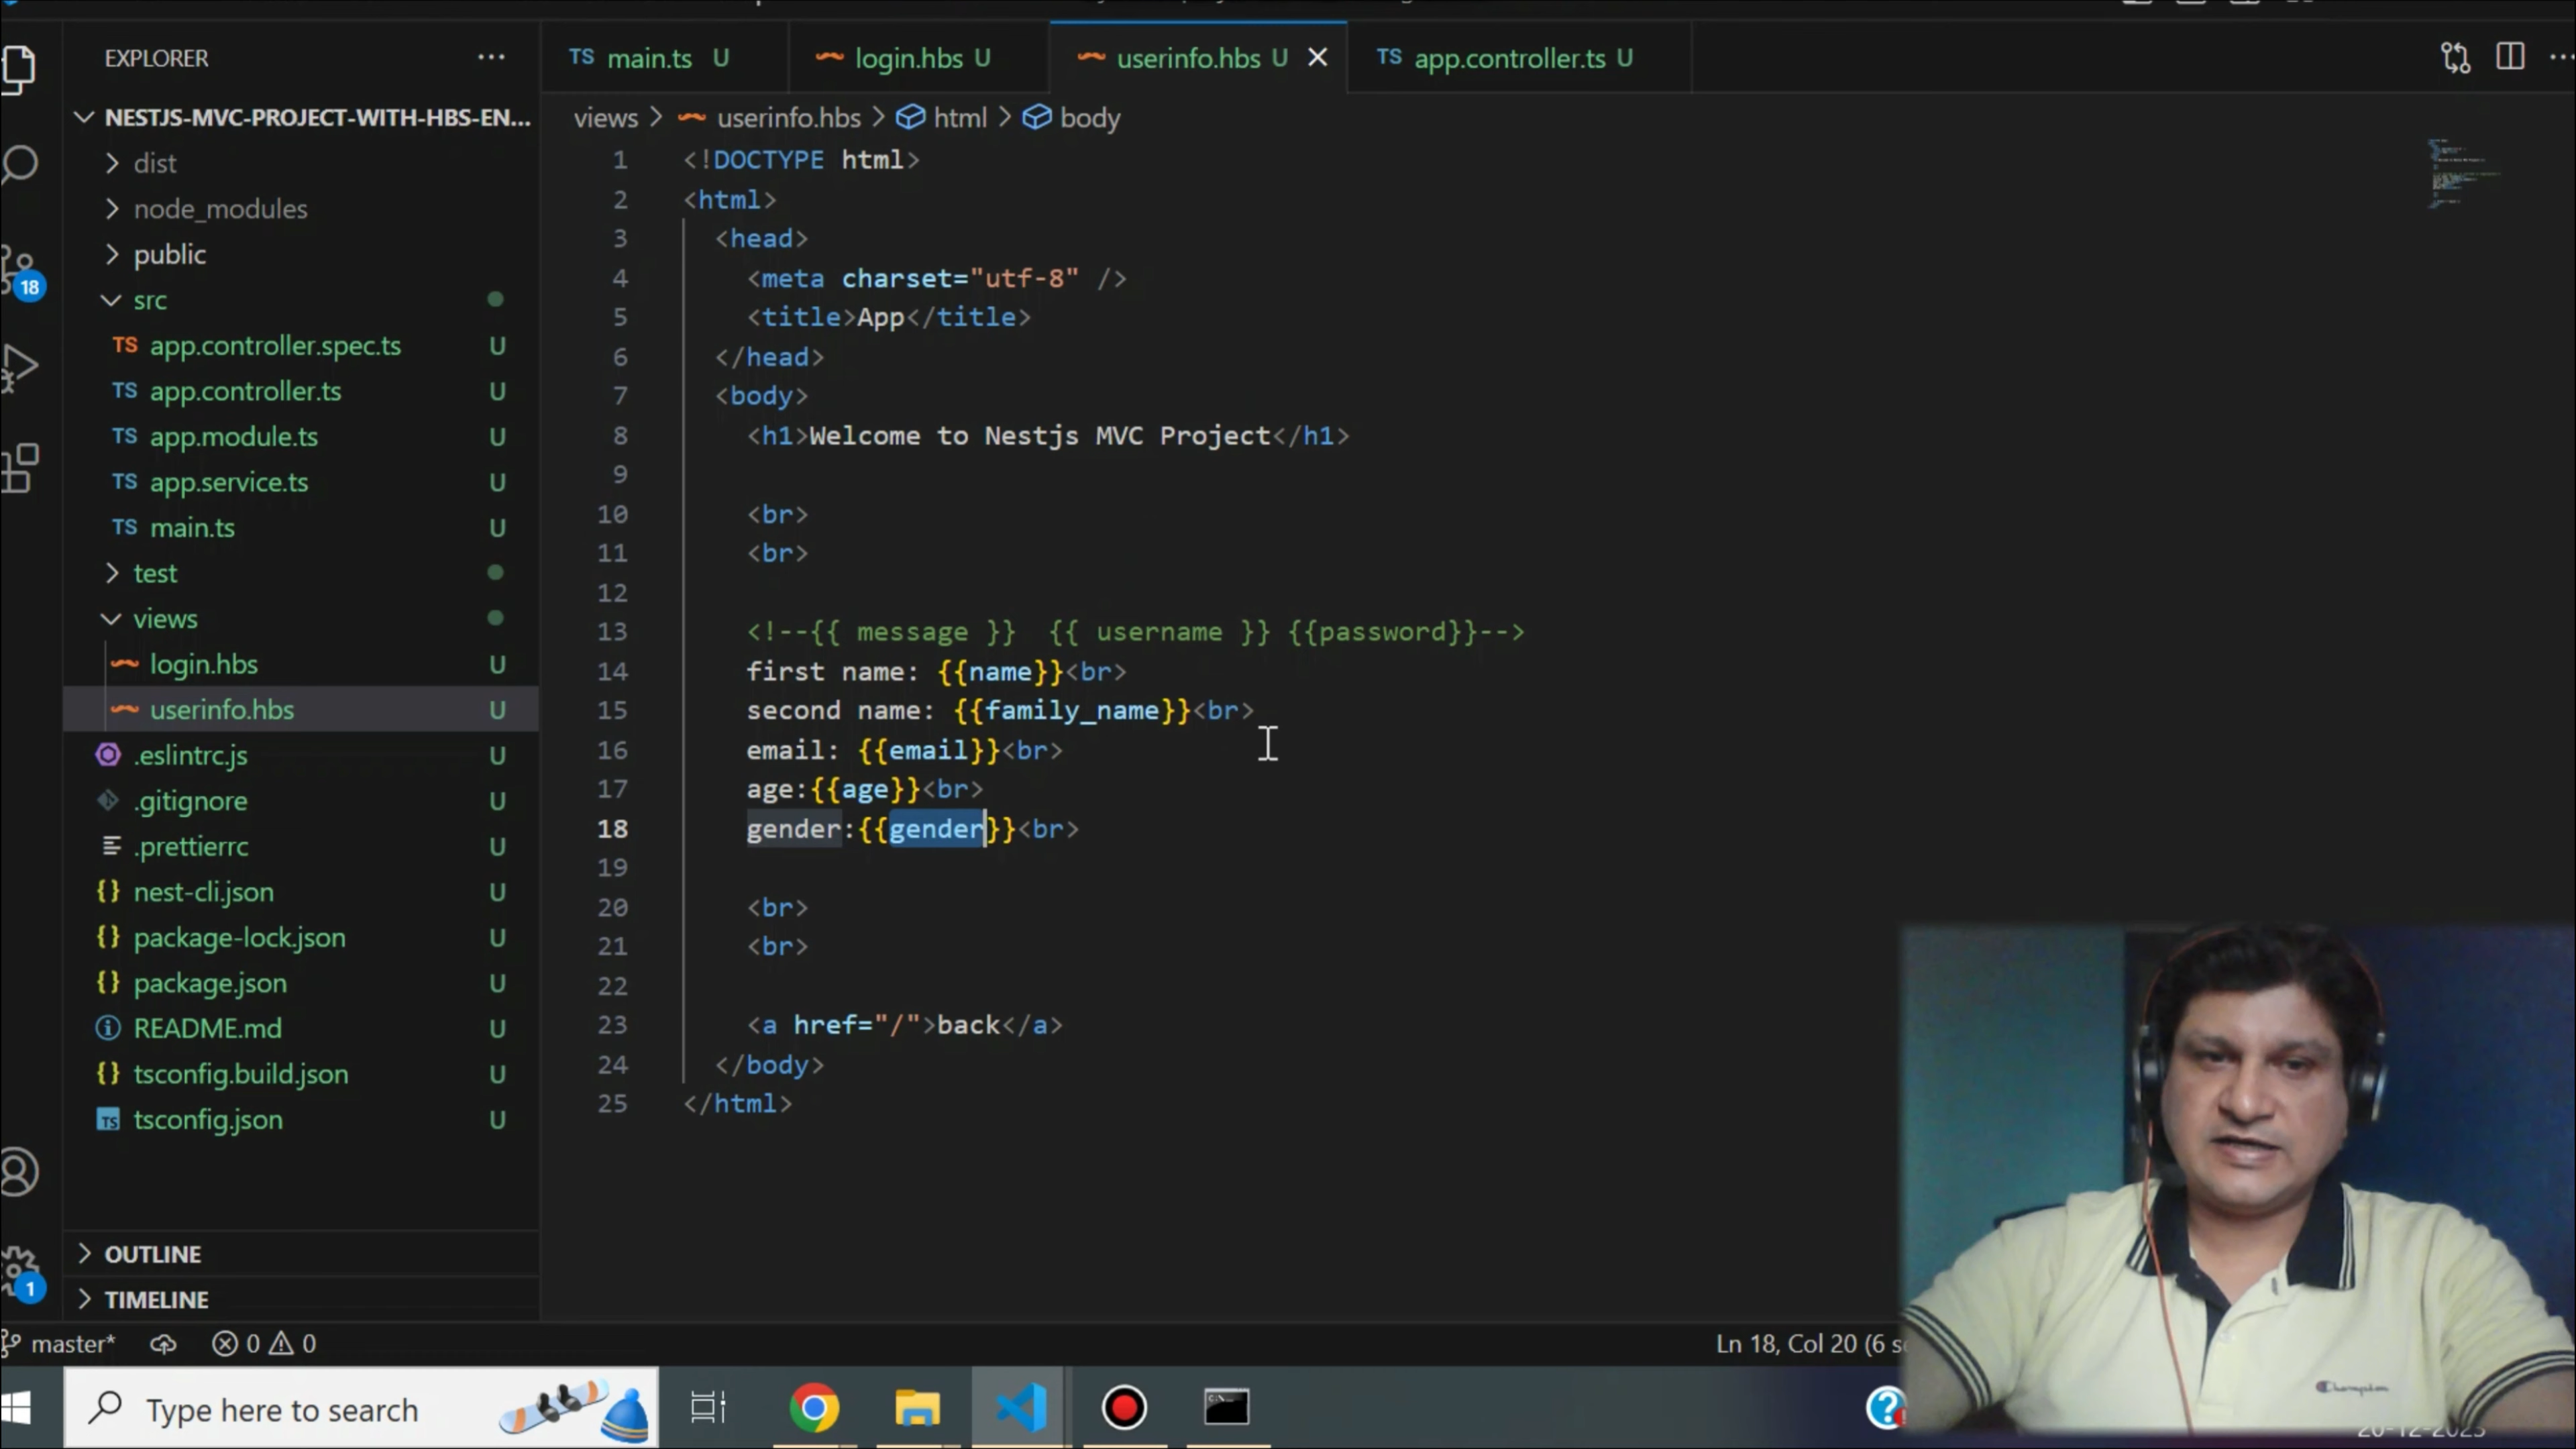 EXPLORER
NESTJS-MVC-PROJECT-WITH-HBS-EN...
dist
node_modules
public
src
TS app.controller.spec.ts U
TS app.controller.ts U
TS app.module.ts U
TS app.service.ts U
TS main.ts U
test
views
login.hbs U
userinfo.hbs U
.eslintrc.js U
.gitignore U
.prettierrc U
{} nest-cli.json U
{} package-lock.json U
{} package.json U
README.md U
{} tsconfig.build.json U
TS tsconfig.json U
OUTLINE
TIMELINE
18
1
TS main.ts U
login.hbs U
userinfo.hbs U
TS app.controller.ts U
views > userinfo.hbs > html > body
1 <!DOCTYPE html>
2 <html>
3 <head>
4 <meta charset="utf-8" />
5 <title>App</title>
6 </head>
7 <body>
8 <h1>Welcome to Nestjs MVC Project</h1>
9
10 <br>
11 <br>
12
13 <!--{{ message }}  {{ username }} {{password}}-->
14 first name: {{name}}<br>
15 second name: {{family_name}}<br>
16 email: {{email}}<br>
17 age:{{age}}<br>
18 gender:{{gender}}<br>
19
20 <br>
21 <br>
22
23 <a href="/">back</a>
24 </body>
25 </html>
master* 0 0
Ln 18, Col 20 (6 s
Type here to search
Champion